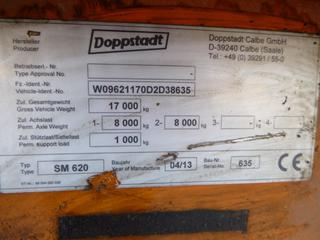 Hersteller
Producer
Doppstadt
Doppstadt Calbe GmbH
D-39240 Calbe (Saale)
Tel.: +49 (0) 39291 / 55-0
Betriebserl.-Nr.
Type Approval No.
-
-
Fz.-Ident.-Nr.
Vehicle-Ident.-No.
W09621170D2D38635
Zul. Gesamtgewicht
Gross Vehicle Weight
17 000 kg
Zul. Achslast
Perm. Axle Weight
1- 8 000 kg 2- 8 000 kg 3- - kg 4- - kg
Zul. Stützlast/Sattellast
Perm. support load
1 000 kg
Typ
Type
SM 620
Baujahr
Year of Manufacture
04/13
Bau-Nr.
Serial-No.
635
CE